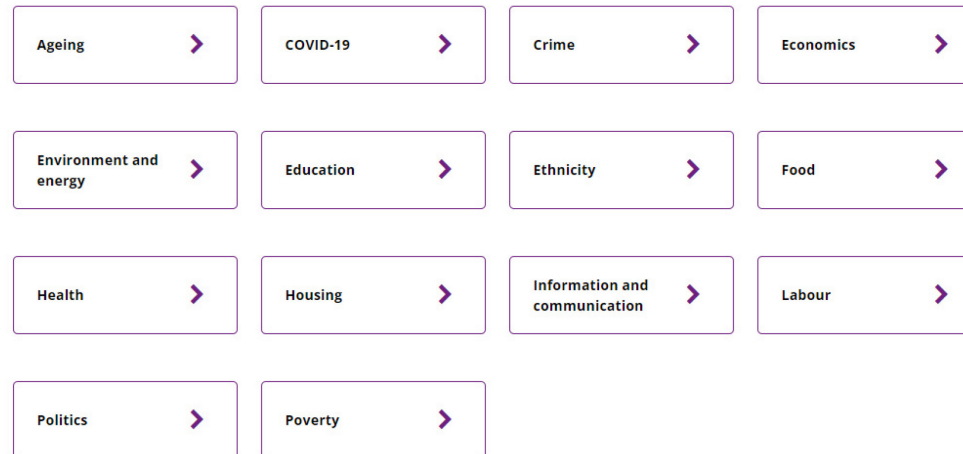 Ageing
COVID-19
Crime
Economics
Environment and
energy
Education
Ethnicity
Food
Health
Housing
Information and
communication
Labour
Politics
Poverty